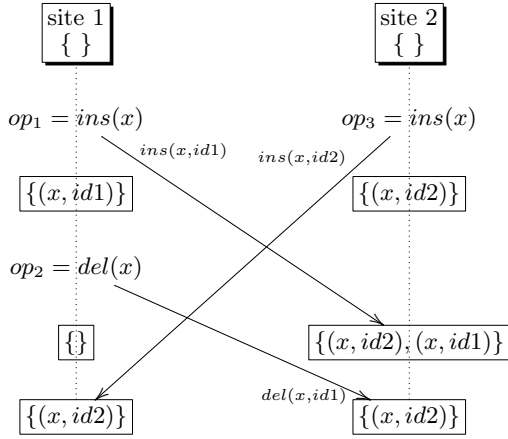 site 1
{ }
site 2
{ }
op₁ = ins(x)
op₃ = ins(x)
ins(x,id1)
ins(x,id2)
{(x, id1)}
{(x, id2)}
op₂ = del(x)
{}
{(x, id2), (x, id1)}
del(x,id1)
{(x, id2)}
{(x, id2)}